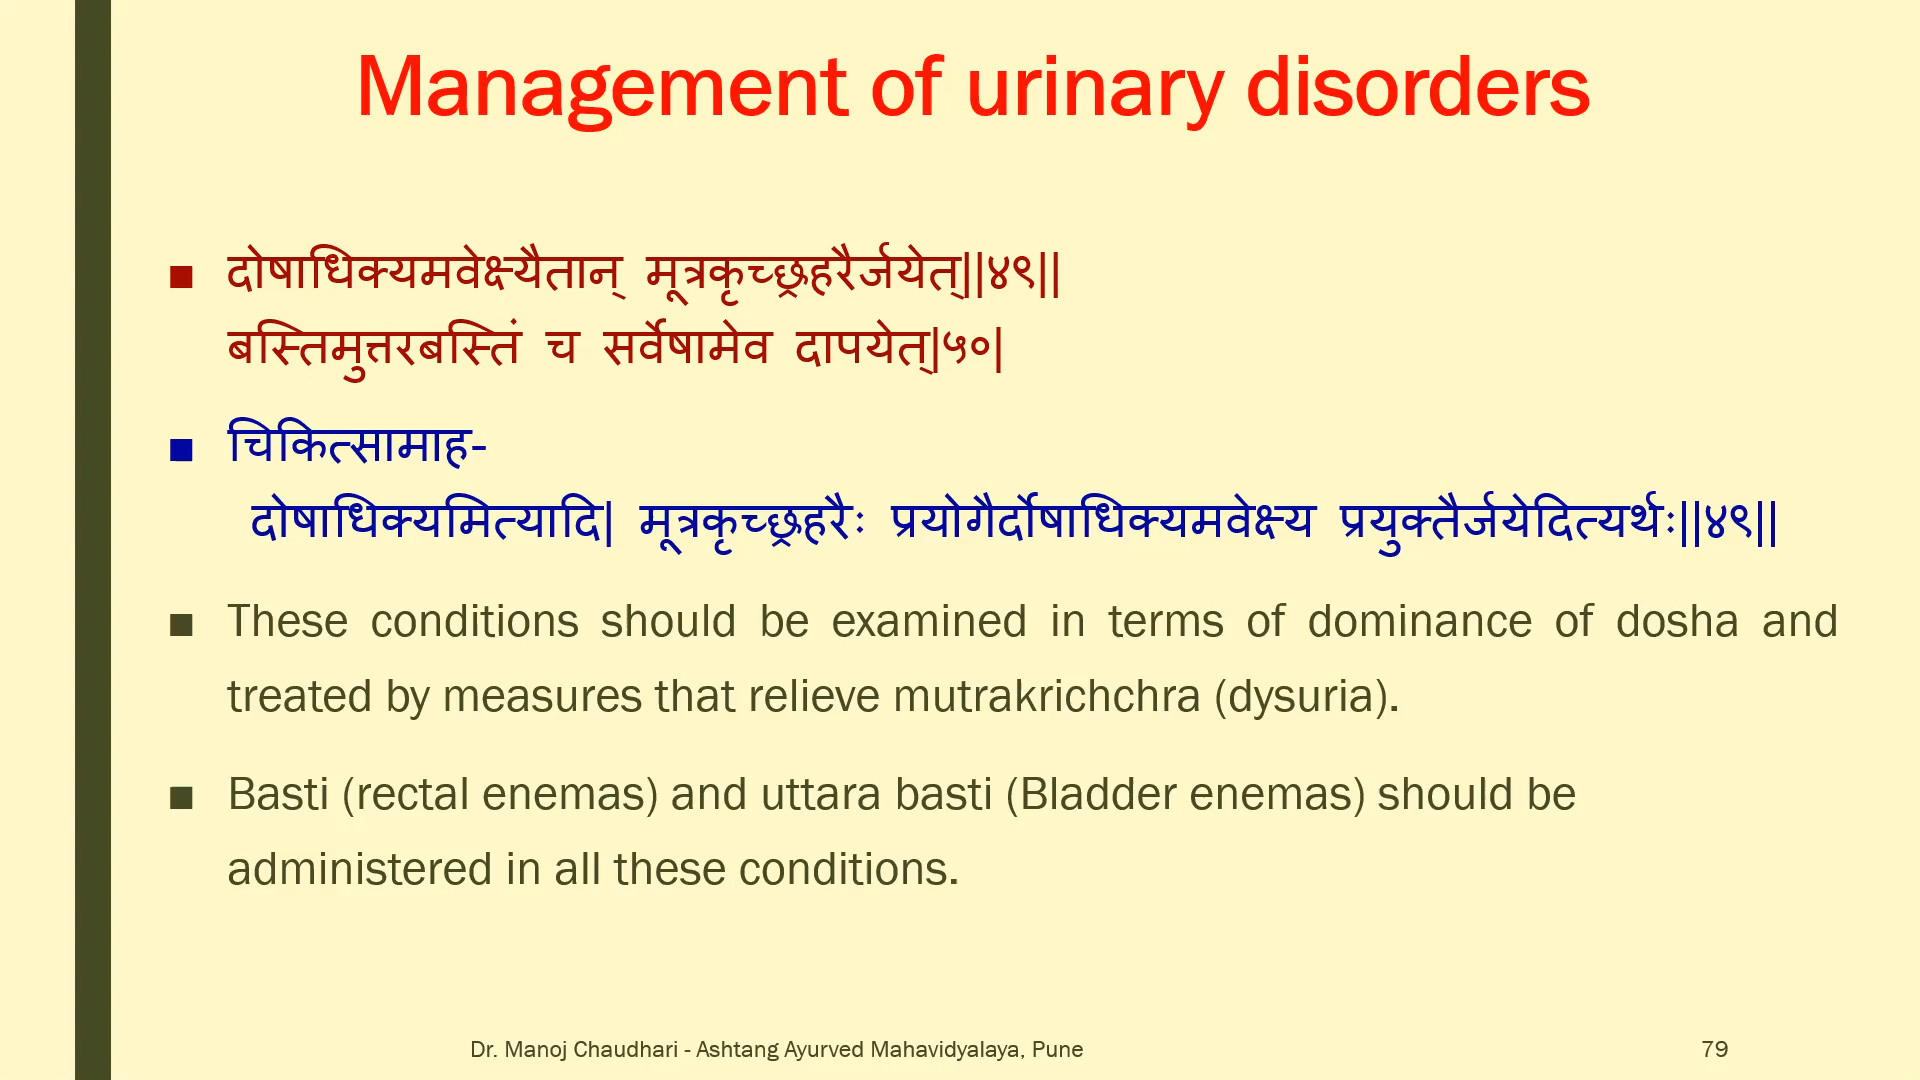 Management of urinary disorders
■ दोषाधिक्यमवेक्ष्यैतान् मूत्रकृच्छ्रहरैर्जयेत्||४९||
बस्तिमुत्तरबस्तिं च सर्वेषामेव दापयेत्|५०|
■ चिकित्सामाह-
दोषाधिक्यमित्यादि| मूत्रकृच्छ्रहरैः प्रयोगैर्दोषाधिक्यमवेक्ष्य प्रयुक्तैर्जयेदित्यर्थः||४९||
■ These conditions should be examined in terms of dominance of dosha and
treated by measures that relieve mutrakrichchra (dysuria).
■ Basti (rectal enemas) and uttara basti (Bladder enemas) should be
administered in all these conditions.
Dr. Manoj Chaudhari - Ashtang Ayurved Mahavidyalaya, Pune
79